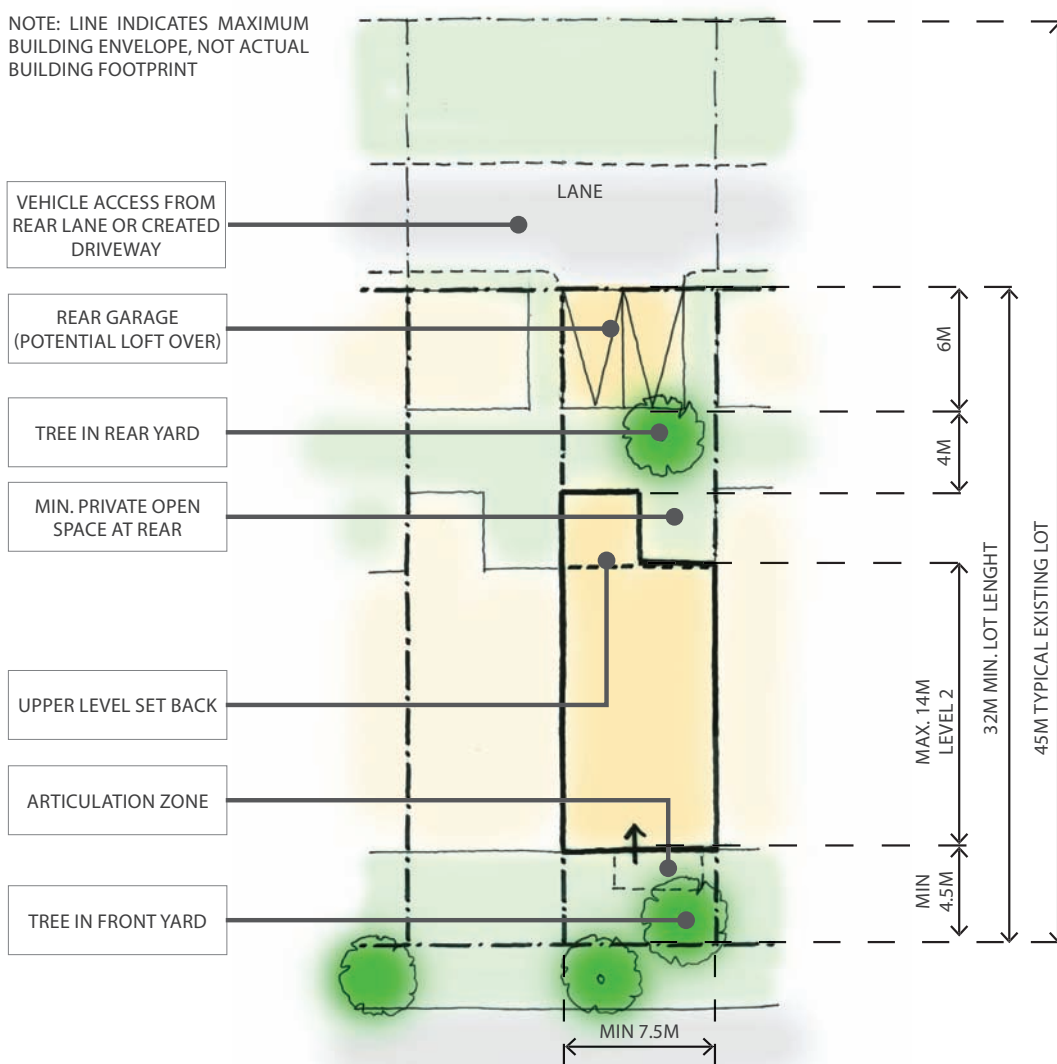 NOTE: LINE INDICATES MAXIMUM
BUILDING ENVELOPE, NOT ACTUAL
BUILDING FOOTPRINT
LANE
VEHICLE ACCESS FROM
REAR LANE OR CREATED
DRIVEWAY
REAR GARAGE
(POTENTIAL LOFT OVER)
TREE IN REAR YARD
MIN. PRIVATE OPEN
SPACE AT REAR
UPPER LEVEL SET BACK
ARTICULATION ZONE
TREE IN FRONT YARD
6M
4M
MAX. 14M
LEVEL 2
MIN
4.5M
32M MIN. LOT LENGHT
45M TYPICAL EXISTING LOT
MIN 7.5M